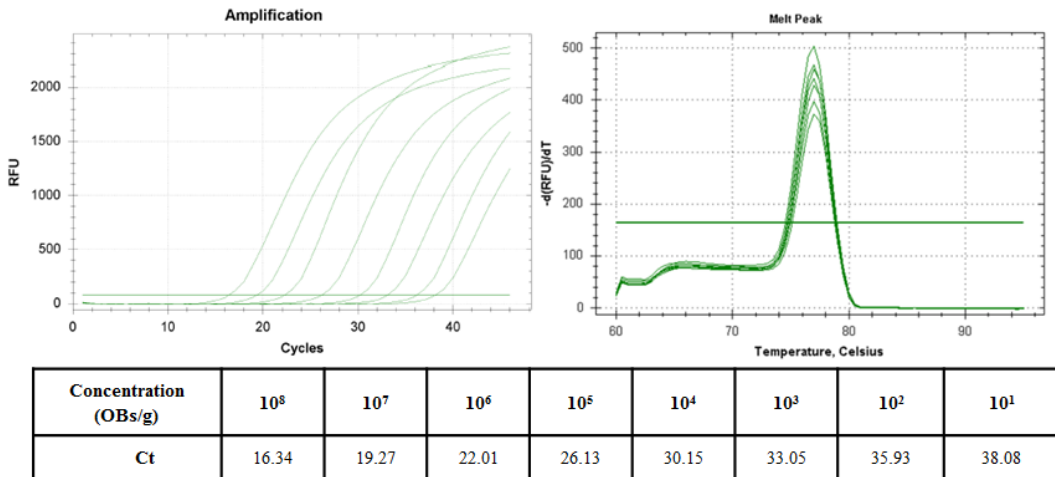 Amplification
2000
1500
1000
500
0
RFU
0 10 20 30 40
Cycles
Melt Peak
500
400
300
200
100
0
-d(RFU)/dT
60 70 80 90
Temperature, Celsius
Concentration (OBs/g) 10⁸ 10⁷ 10⁶ 10⁵ 10⁴ 10³ 10² 10¹
Ct 16.34 19.27 22.01 26.13 30.15 33.05 35.93 38.08